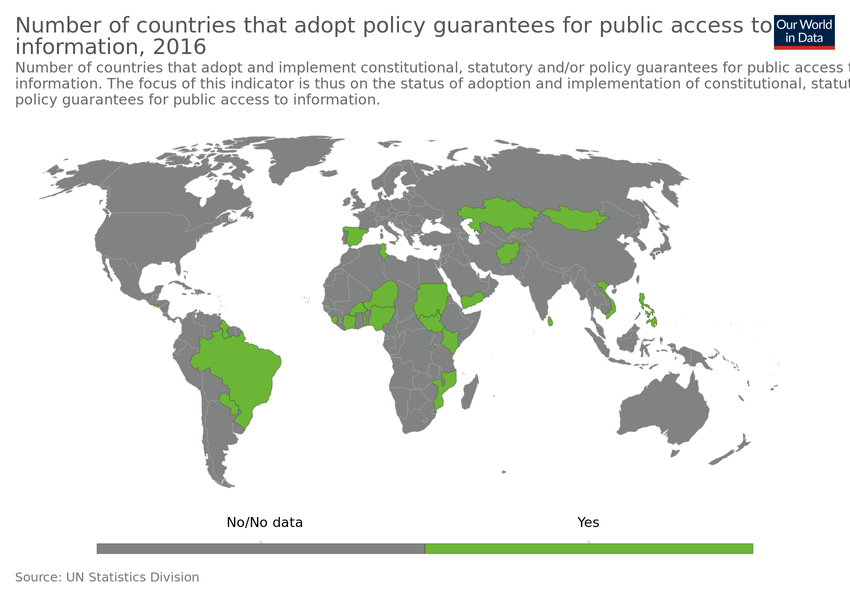 Number of countries that adopt policy guarantees for public access to
information, 2016
Our World
in Data
Number of countries that adopt and implement constitutional, statutory and/or policy guarantees for public access
information. The focus of this indicator is thus on the status of adoption and implementation of constitutional,
policy guarantees for public access to information.
No/No data
Yes
Source: UN Statistics Division